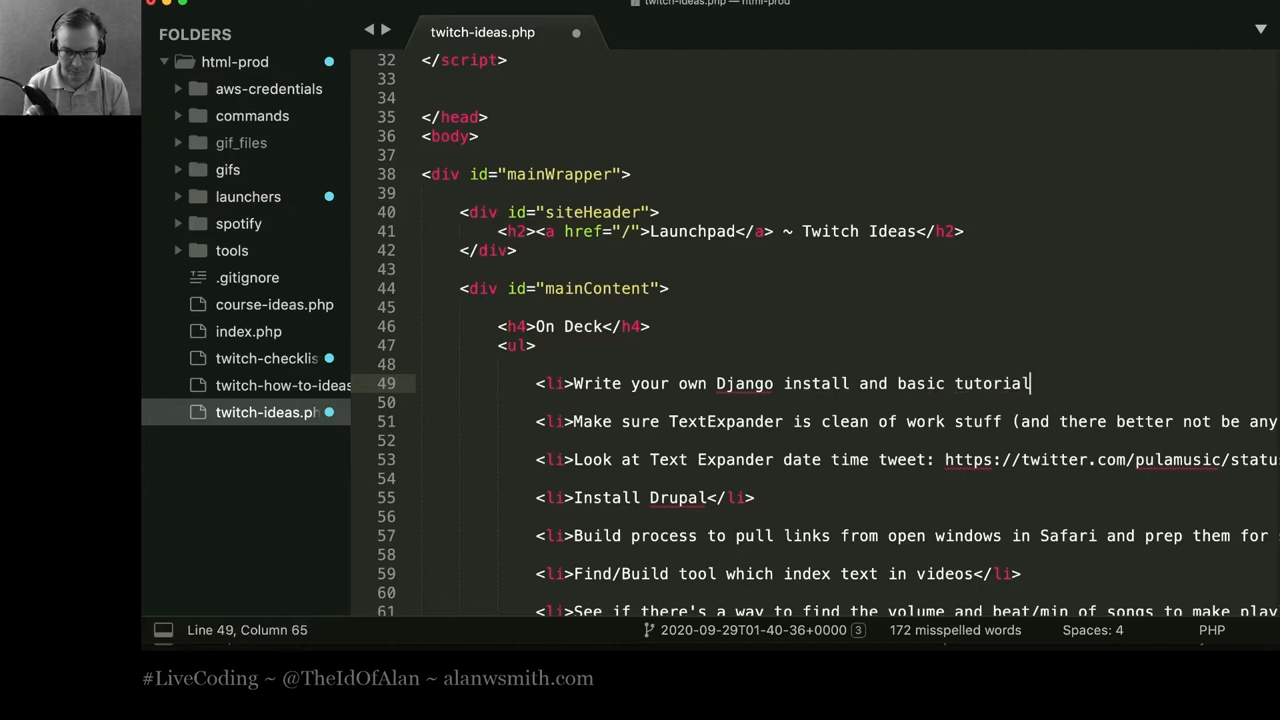 twitch-ideas.php — html-prod
FOLDERS
html-prod
aws-credentials
commands
gif_files
gifs
launchers
spotify
tools
.gitignore
course-ideas.php
index.php
twitch-checklis
twitch-how-to-ideas
twitch-ideas.ph
twitch-ideas.php
32 </script>
33
34
35 </head>
36 <body>
37
38 <div id="mainWrapper">
39
40 <div id="siteHeader">
41 <h2><a href="/">Launchpad</a> ~ Twitch Ideas</h2>
42 </div>
43
44 <div id="mainContent">
45
46 <h4>On Deck</h4>
47 <ul>
48
49 <li>Write your own Django install and basic tutorial
50
51 <li>Make sure TextExpander is clean of work stuff (and there better not be any
52
53 <li>Look at Text Expander date time tweet: https://twitter.com/pulamusic/statu
54
55 <li>Install Drupal</li>
56
57 <li>Build process to pull links from open windows in Safari and prep them for
58
59 <li>Find/Build tool which index text in videos</li>
60
61 <li>See if there's a way to find the volume and beat/min of songs to make play
Line 49, Column 65
2020-09-29T01-40-36+0000 3
172 misspelled words
Spaces: 4
PHP
#LiveCoding ~ @TheIdOfAlan ~ alanwsmith.com